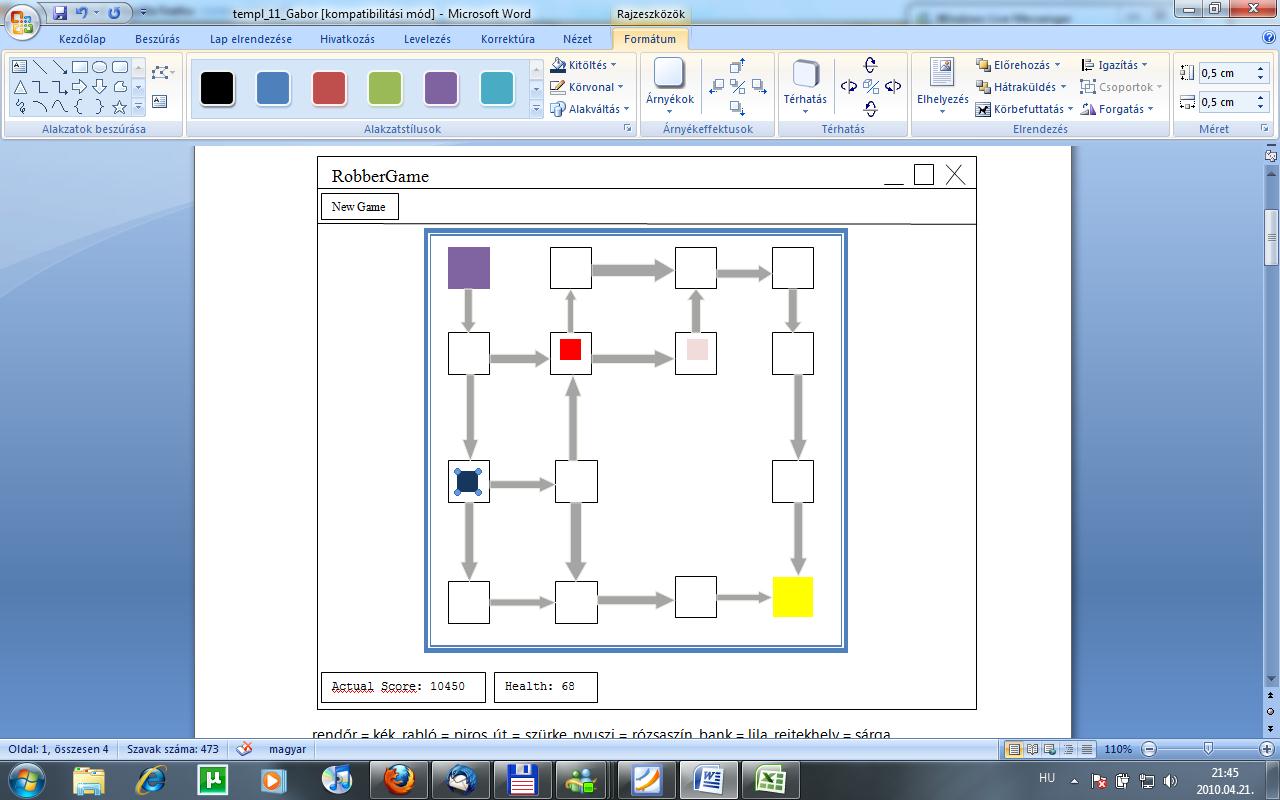 templ_11_Gabor [kompatibilitási mód] - Microsoft Word
Rajzeszközök
Kezdőlap Beszúrás Lap elrendezése Hivatkozás Levelezés Korrektúra Nézet Formátum
Kitöltés
Körvonal
Alakváltás
Árnyékok
Térhatás
Elhelyezés
Előrehozás
Hátraküldés
Körbefuttatás
Igazítás
Csoportok
Forgatás
0,5 cm
0,5 cm
Alakzatok beszúrása Alakzatstílusok Árnyékeffektusok Térhatás Elrendezés Méret
RobberGame
New Game
Actual Score: 10450 Health: 68
rendőr = kék, rabló = piros, út = szürke, nyuszi = rózsaszín, bank = lila, rejtekhely = sárga
Oldal: 1, összesen 4 Szavak száma: 473 magyar 110%
HU 21:45
2010.04.21.